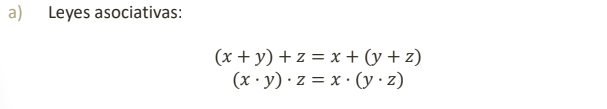 a) Leyes asociativas:
(x + y) + z = x + (y + z)
(x · y) · z = x · (y · z)